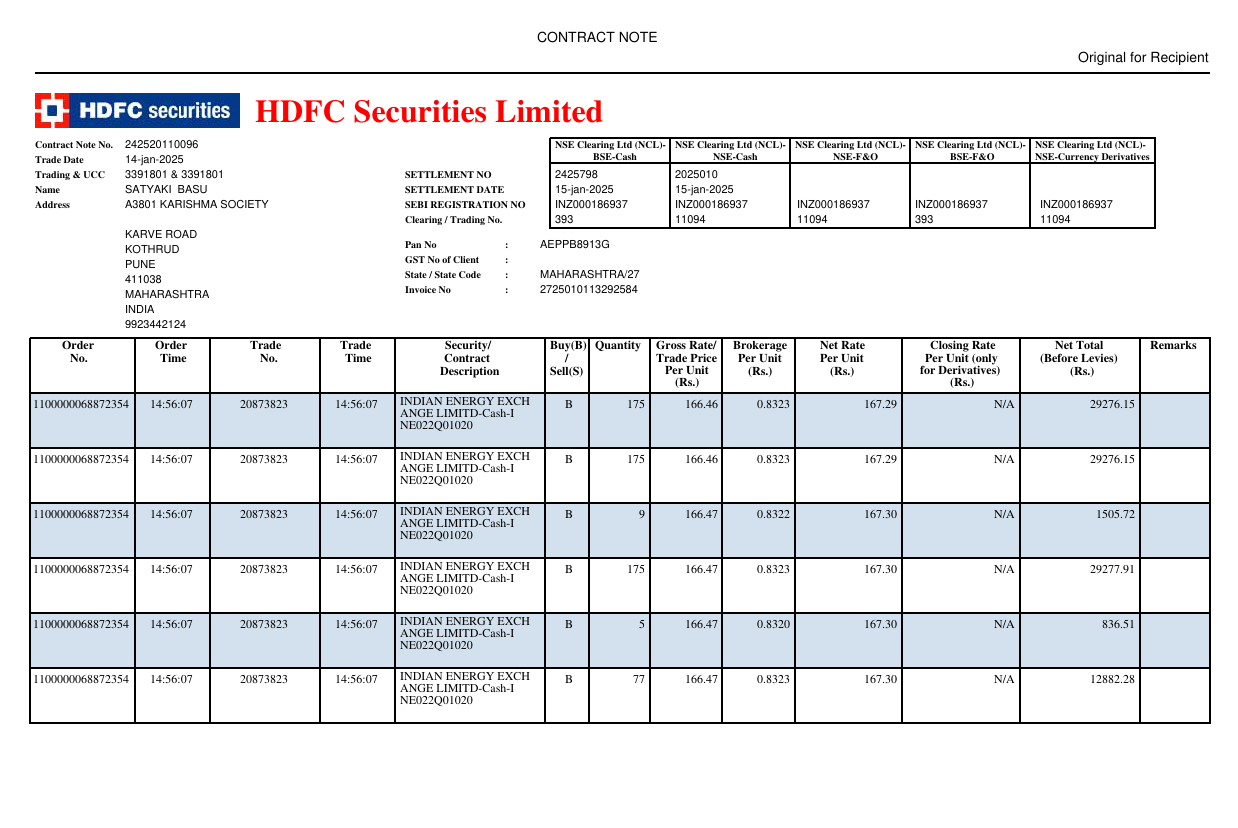 CONTRACT NOTE
Original for Recipient
HDFC securities HDFC Securities Limited
Contract Note No. 242520110096
Trade Date 14-jan-2025
Trading & UCC 3391801 & 3391801
Name SATYAKI BASU
Address A3801 KARISHMA SOCIETY
KARVE ROAD
KOTHRUD
PUNE
411038
MAHARASHTRA
INDIA
9923442124
NSE Clearing Ltd (NCL)- NSE Clearing Ltd (NCL)- NSE Clearing Ltd (NCL)- NSE Clearing Ltd (NCL)- NSE Clearing Ltd (NCL)-
BSE-Cash NSE-Cash NSE-F&O BSE-F&O NSE-Currency Derivatives
SETTLEMENT NO 2425798 2025010
SETTLEMENT DATE 15-jan-2025 15-jan-2025
SEBI REGISTRATION NO INZ000186937 INZ000186937 INZ000186937 INZ000186937 INZ000186937
Clearing / Trading No. 393 11094 11094 393 11094
Pan No : AEPPB8913G
GST No of Client :
State / State Code : MAHARASHTRA/27
Invoice No : 2725010113292584
Order Order Trade Trade Security/ Buy(B) Quantity Gross Rate/ Brokerage Net Rate Closing Rate Net Total Remarks
No. Time No. Time Contract / Trade Price Per Unit Per Unit Per Unit (only (Before Levies)
Description Sell(S) Per Unit (Rs.) (Rs.) for Derivatives) (Rs.)
(Rs.) (Rs.)
1100000068872354 14:56:07 20873823 14:56:07 INDIAN ENERGY EXCH B 175 166.46 0.8323 167.29 N/A 29276.15
ANGE LIMITD-Cash-I
NE022Q01020
1100000068872354 14:56:07 20873823 14:56:07 INDIAN ENERGY EXCH B 175 166.46 0.8323 167.29 N/A 29276.15
ANGE LIMITD-Cash-I
NE022Q01020
1100000068872354 14:56:07 20873823 14:56:07 INDIAN ENERGY EXCH B 9 166.47 0.8322 167.30 N/A 1505.72
ANGE LIMITD-Cash-I
NE022Q01020
1100000068872354 14:56:07 20873823 14:56:07 INDIAN ENERGY EXCH B 175 166.47 0.8323 167.30 N/A 29277.91
ANGE LIMITD-Cash-I
NE022Q01020
1100000068872354 14:56:07 20873823 14:56:07 INDIAN ENERGY EXCH B 5 166.47 0.8320 167.30 N/A 836.51
ANGE LIMITD-Cash-I
NE022Q01020
1100000068872354 14:56:07 20873823 14:56:07 INDIAN ENERGY EXCH B 77 166.47 0.8323 167.30 N/A 12882.28
ANGE LIMITD-Cash-I
NE022Q01020